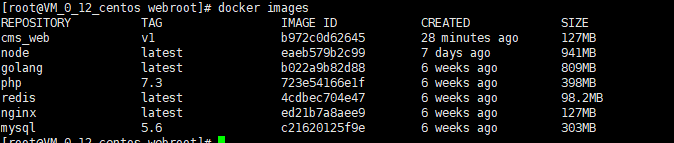 [root@VM_0_12_centos webroot]# docker images
REPOSITORY TAG IMAGE ID CREATED SIZE
cms_web v1 b972c0d62645 28 minutes ago 127MB
node latest eaeb579b2c99 7 days ago 941MB
golang latest b022a9b82d88 6 weeks ago 809MB
php 7.3 723e54166e1f 6 weeks ago 398MB
redis latest 4cdbec704e47 6 weeks ago 98.2MB
nginx latest ed21b7a8aee9 6 weeks ago 127MB
mysql 5.6 c21620125f9e 6 weeks ago 303MB
[root@VM_0_12_centos webroot]#